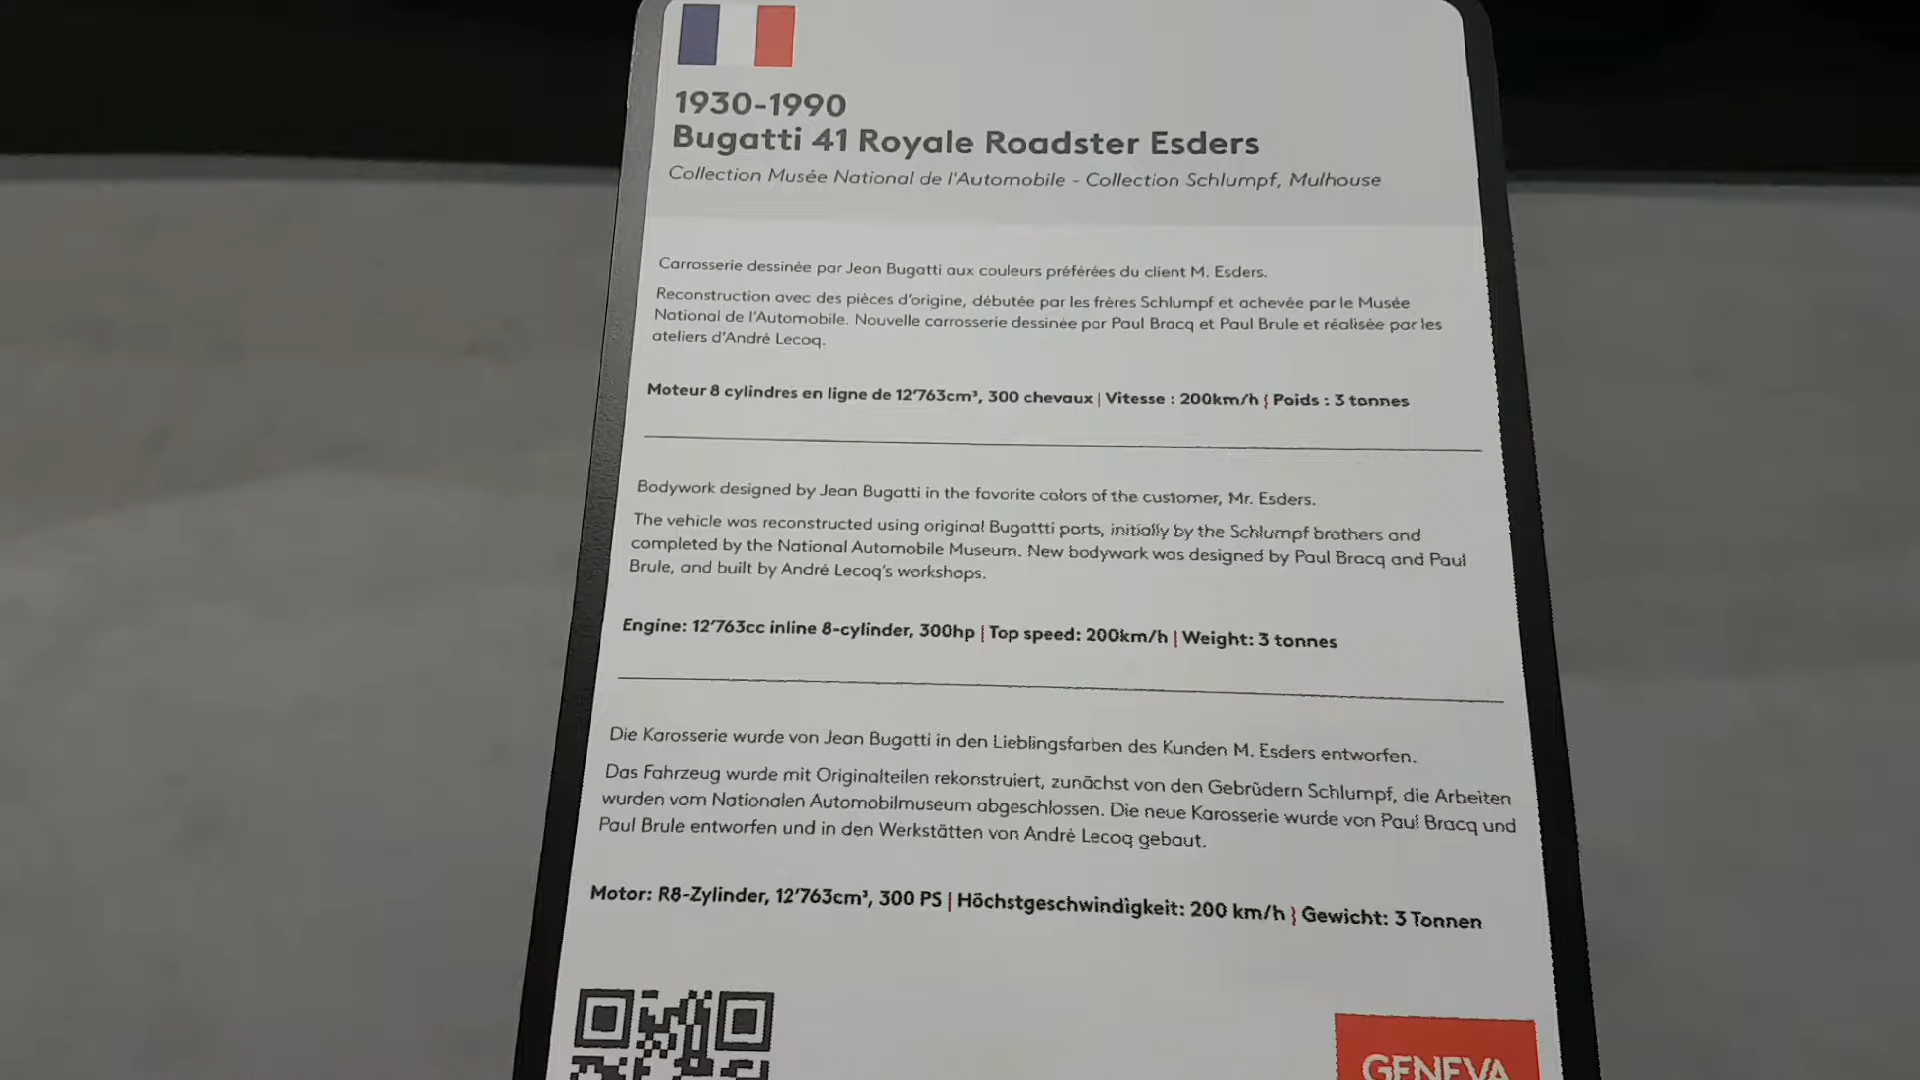 1930-1990
Bugatti 41 Royale Roadster Esders
Collection Musée National de l'Automobile - Collection Schlumpf, Mulhouse
Carrosserie dessinée par Jean Bugatti aux couleurs préférées du client M. Esders.
Reconstruction avec des pièces d'origine, débutée par les frères Schlumpf et achevée par le Musée
National de l'Automobile. Nouvelle carrosserie dessinée par Paul Bracq et Paul Brule et réalisée par les
ateliers d'André Lecoq.
Moteur 8 cylindres en ligne de 12'763cm³, 300 chevaux | Vitesse : 200km/h | Poids : 3 tonnes
Bodywork designed by Jean Bugatti in the favorite colors of the customer, Mr. Esders.
The vehicle was reconstructed using original Bugattti parts, initially by the Schlumpf brothers and
completed by the National Automobile Museum. New bodywork was designed by Paul Bracq and Paul
Brule, and built by André Lecoq's workshops.
Engine: 12'763cc inline 8-cylinder, 300hp | Top speed: 200km/h | Weight: 3 tonnes
Die Karosserie wurde von Jean Bugatti in den Lieblingsfarben des Kunden M. Esders entworfen.
Das Fahrzeug wurde mit Originalteilen rekonstruiert, zunächst von den Gebrüdern Schlumpf, die Arbeiten
wurden vom Nationalen Automobilmuseum abgeschlossen. Die neue Karosserie wurde von Paul Bracq und
Paul Brule entworfen und in den Werkstätten von André Lecoq gebaut.
Motor: R8-Zylinder, 12'763cm³, 300 PS | Höchstgeschwindigkeit: 200 km/h | Gewicht: 3 Tonnen
GENEVA